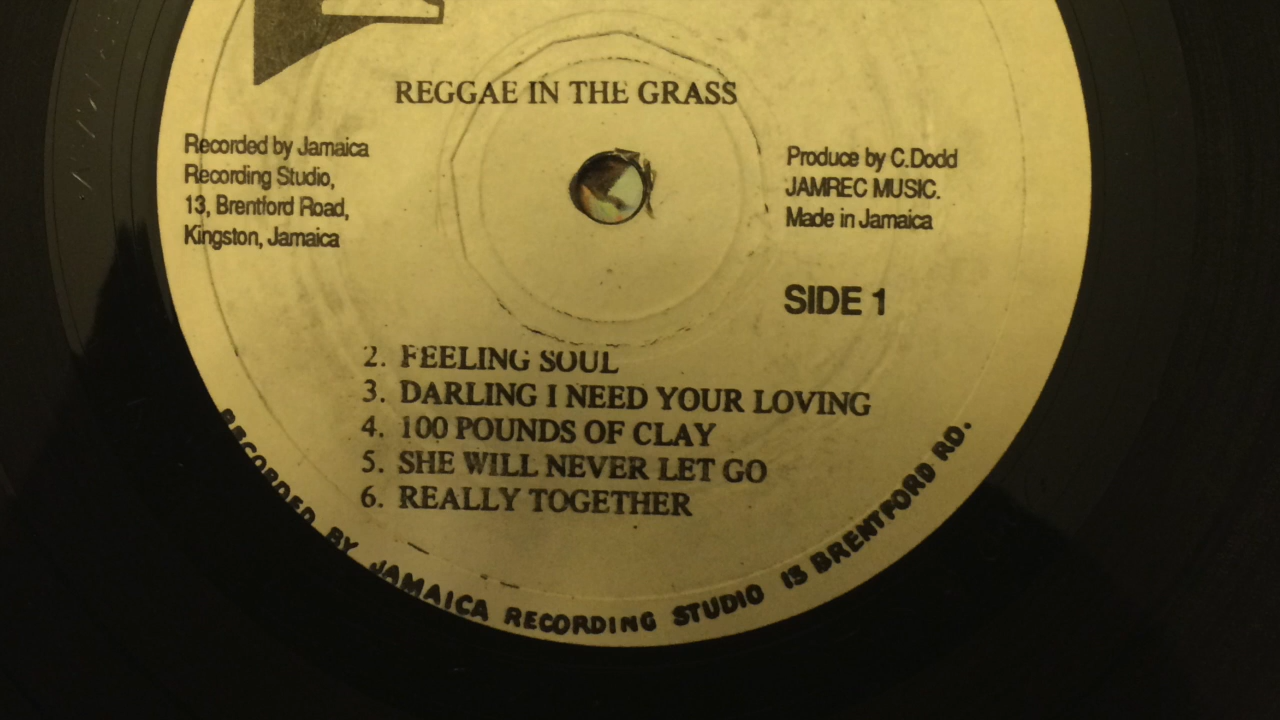 REGGAE IN THE GRASS
Recorded by Jamaica
Recording Studio,
13, Brentford Road,
Kingston, Jamaica
Produce by C.Dodd
JAMREC MUSIC.
Made in Jamaica
SIDE 1
2. FEELING SOUL
3. DARLING I NEED YOUR LOVING
4. 100 POUNDS OF CLAY
5. SHE WILL NEVER LET GO
6. REALLY TOGETHER
RECORDED BY JAMAICA RECORDING STUDIO 13 BRENTFORD RD.